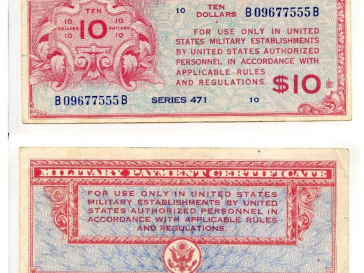 TEN
10 TEN DOLLARS B09677555B
10 DOLLARS 10 10 DOLLARS
FOR USE ONLY IN UNITED
STATES MILITARY ESTABLISHMENTS
BY UNITED STATES AUTHORIZED
PERSONNEL IN ACCORDANCE WITH
APPLICABLE RULES
AND REGULATIONS.
$10
B09677555B SERIES 471 10
MILITARY PAYMENT CERTIFICATE
FOR USE ONLY IN UNITED STATES
MILITARY ESTABLISHMENTS BY UNITED
STATES AUTHORIZED PERSONNEL IN
ACCORDANCE WITH APPLICABLE RULES
AND REGULATIONS.